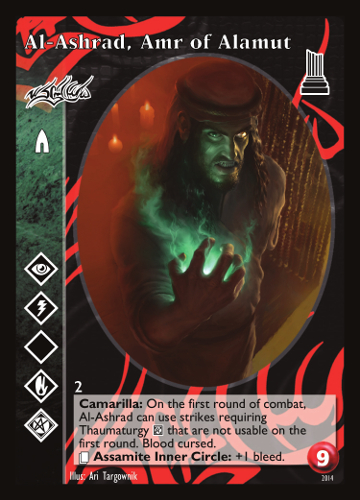 Al-Ashrad, Amr of Alamut
2
Camarilla: On the first round of combat,
Al-Ashrad can use strikes requiring
Thaumaturgy that are not usable on the
first round. Blood cursed.
Assamite Inner Circle: +1 bleed.
9
Illus: Ari Targownik
2014